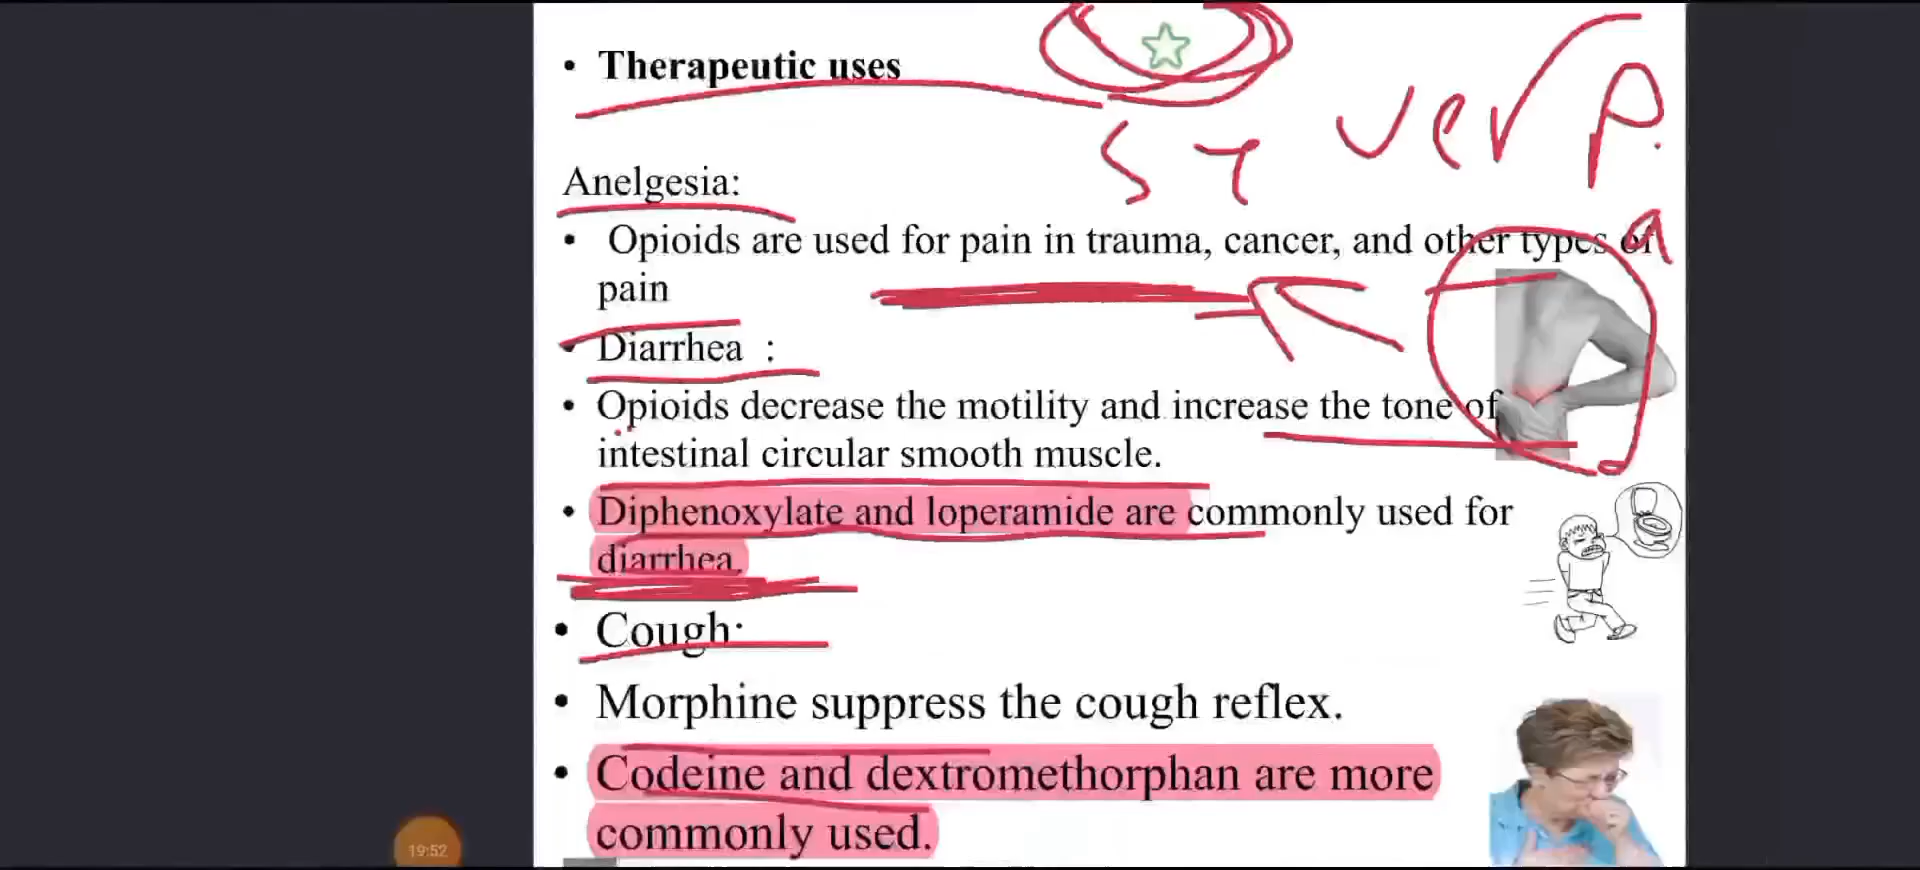 • Therapeutic uses
ver p.
Anelgesia:
• Opioids are used for pain in trauma, cancer, and other types of
pain
• Diarrhea :
• Opioids decrease the motility and increase the tone of
intestinal circular smooth muscle.
• Diphenoxylate and loperamide are commonly used for
diarrhea.
• Cough:
• Morphine suppress the cough reflex.
• Codeine and dextromethorphan are more
commonly used.
19:52